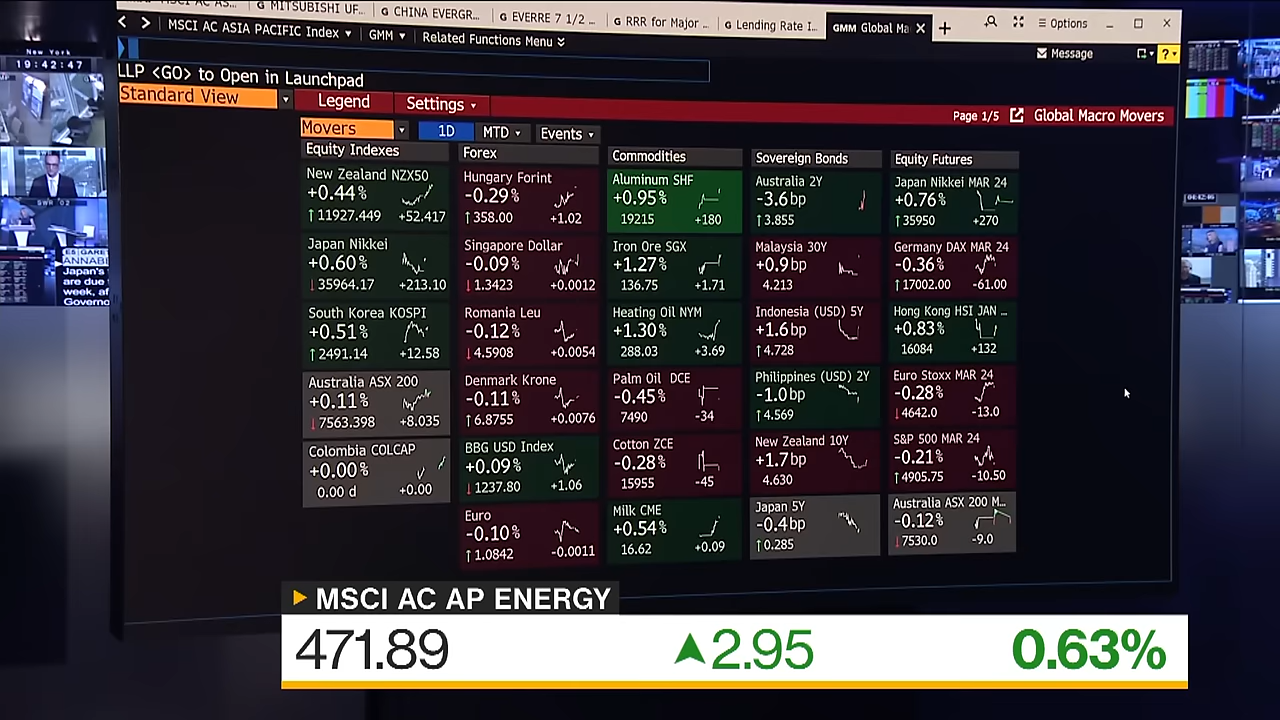 MSCI AC AS...
G MITSUBISHI UF...
G CHINA EVERGR...
G EVERRE 7 1/2 ...
G RRR for Major ...
G Lending Rate I...
GMM Global Ma
Options
MSCI AC ASIA PACIFIC Index
GMM
Related Functions Menu
Message
?
LLP <GO> to Open in Launchpad
Standard View
Legend
Settings
Page 1/5
Global Macro Movers
Movers
1D
MTD
Events
Equity Indexes
New Zealand NZX50
+0.44%
↑11927.449 +52.417
Japan Nikkei
+0.60%
↓35964.17 +213.10
South Korea KOSPI
+0.51%
↑2491.14 +12.58
Australia ASX 200
+0.11%
↓7563.398 +8.035
Colombia COLCAP
+0.00%
0.00 d +0.00
Forex
Hungary Forint
-0.29%
↑358.00 +1.02
Singapore Dollar
-0.09%
↓1.3423 +0.0012
Romania Leu
-0.12%
↓4.5908 +0.0054
Denmark Krone
-0.11%
↑6.8755 +0.0076
BBG USD Index
+0.09%
↓1237.80 +1.06
Euro
-0.10%
↑1.0842 -0.0011
Commodities
Aluminum SHF
+0.95%
19215 +180
Iron Ore SGX
+1.27%
136.75 +1.71
Heating Oil NYM
+1.30%
288.03 +3.69
Palm Oil DCE
-0.45%
7490 -34
Cotton ZCE
-0.28%
15955 -45
Milk CME
+0.54%
16.62 +0.09
Sovereign Bonds
Australia 2Y
-3.6bp
↑3.855
Malaysia 30Y
+0.9bp
4.213
Indonesia (USD) 5Y
+1.6bp
↑4.728
Philippines (USD) 2Y
-1.0bp
↑4.569
New Zealand 10Y
+1.7bp
4.630
Japan 5Y
-0.4bp
↑0.285
Equity Futures
Japan Nikkei MAR 24
+0.76%
↑35950 +270
Germany DAX MAR 24
-0.36%
↑17002.00 -61.00
Hong Kong HSI JAN ...
+0.83%
16084 +132
Euro Stoxx MAR 24
-0.28%
↓4642.0 -13.0
S&P 500 MAR 24
-0.21%
↑4905.75 -10.50
Australia ASX 200 M...
-0.12%
↓7530.0 -9.0
New York
19:42:47
Japan's
are due
week, af
Governo
MSCI AC AP ENERGY
471.89 ▲2.95 0.63%